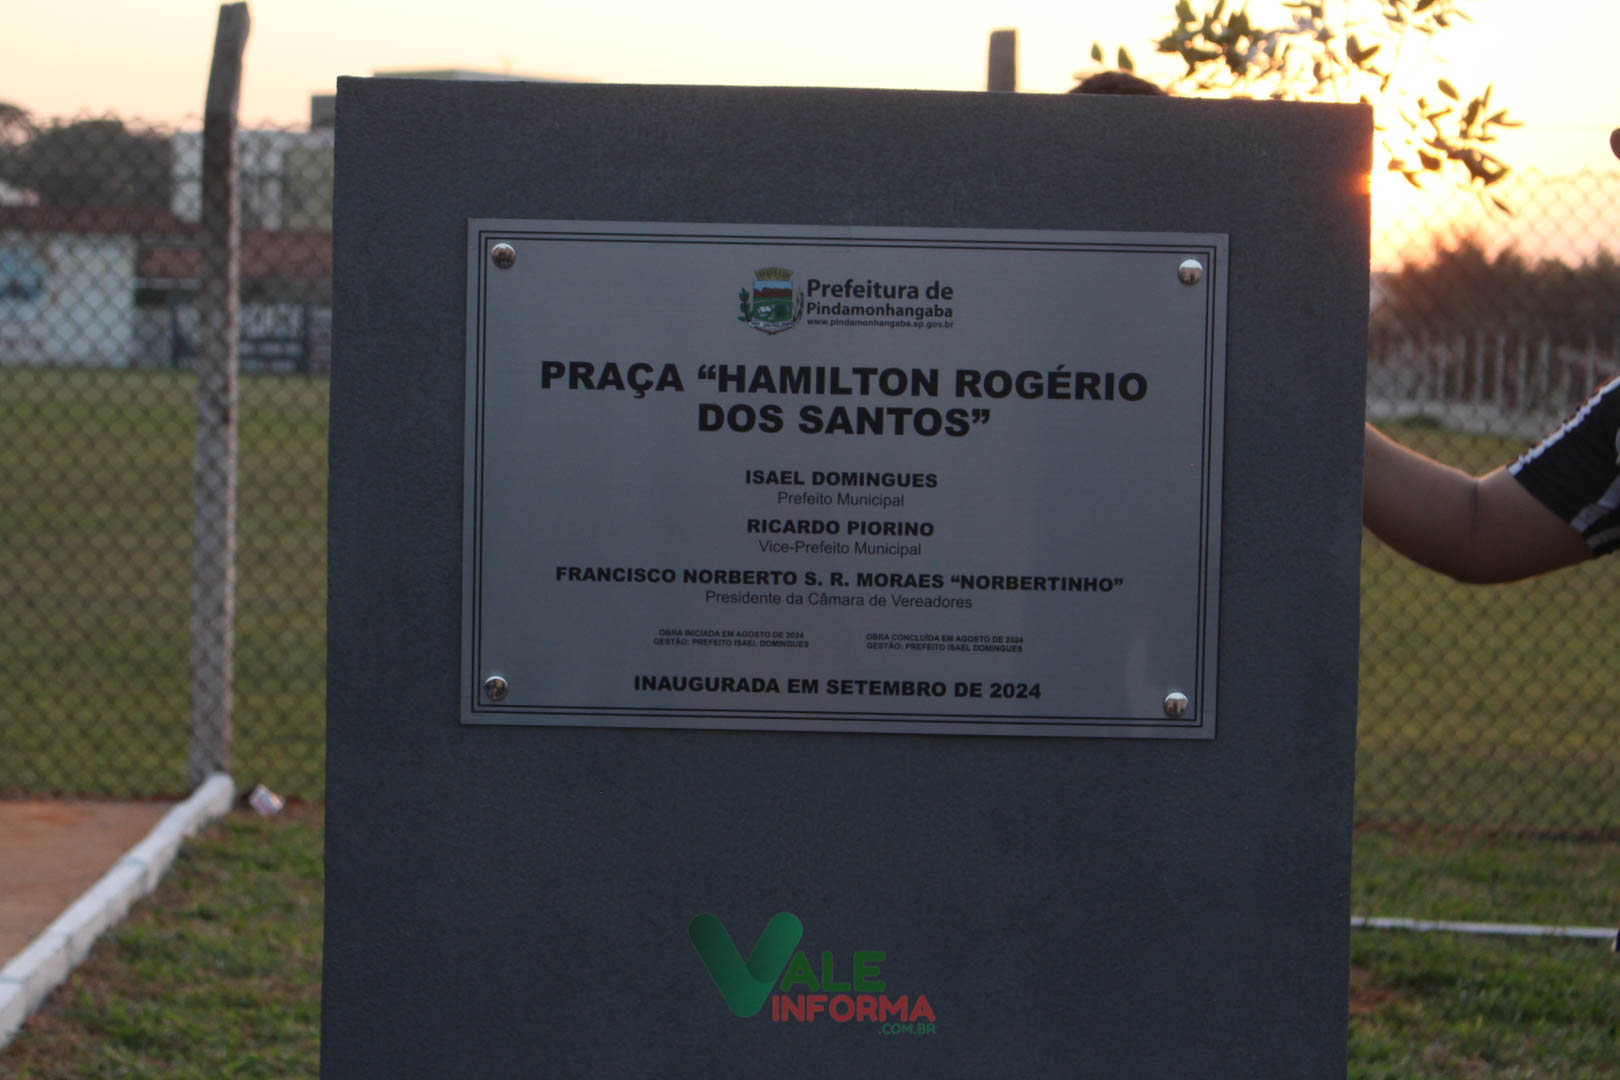 Prefeitura de
Pindamonhangaba
www.pindamonhangaba.sp.gov.br
PRAÇA “HAMILTON ROGÉRIO
DOS SANTOS”
ISAEL DOMINGUES
Prefeito Municipal
RICARDO PIORINO
Vice-Prefeito Municipal
FRANCISCO NORBERTO S. R. MORAES “NORBERTINHO”
Presidente da Câmara de Vereadores
OBRA INICIADA EM AGOSTO DE 2024
GESTÃO: PREFEITO ISAEL DOMINGUES
OBRA CONCLUÍDA EM AGOSTO DE 2024
GESTÃO: PREFEITO ISAEL DOMINGUES
INAUGURADA EM SETEMBRO DE 2024
VALE
INFORMA
.COM.BR